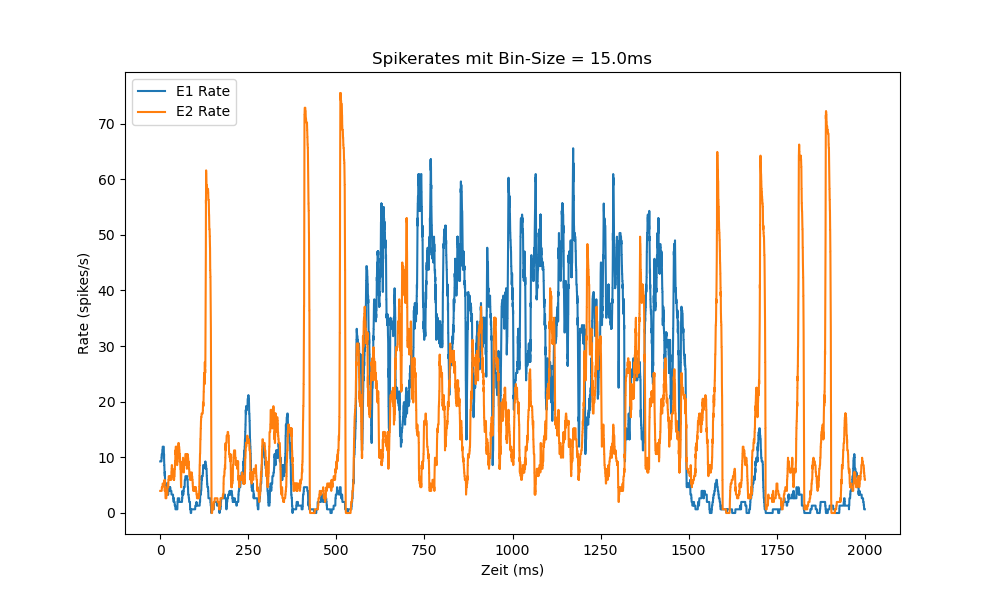 Spikerates mit Bin-Size = 15.0ms
E1 Rate
E2 Rate
70
60
50
40
30
20
10
0
Rate (spikes/s)
0 250 500 750 1000 1250 1500 1750 2000
Zeit (ms)